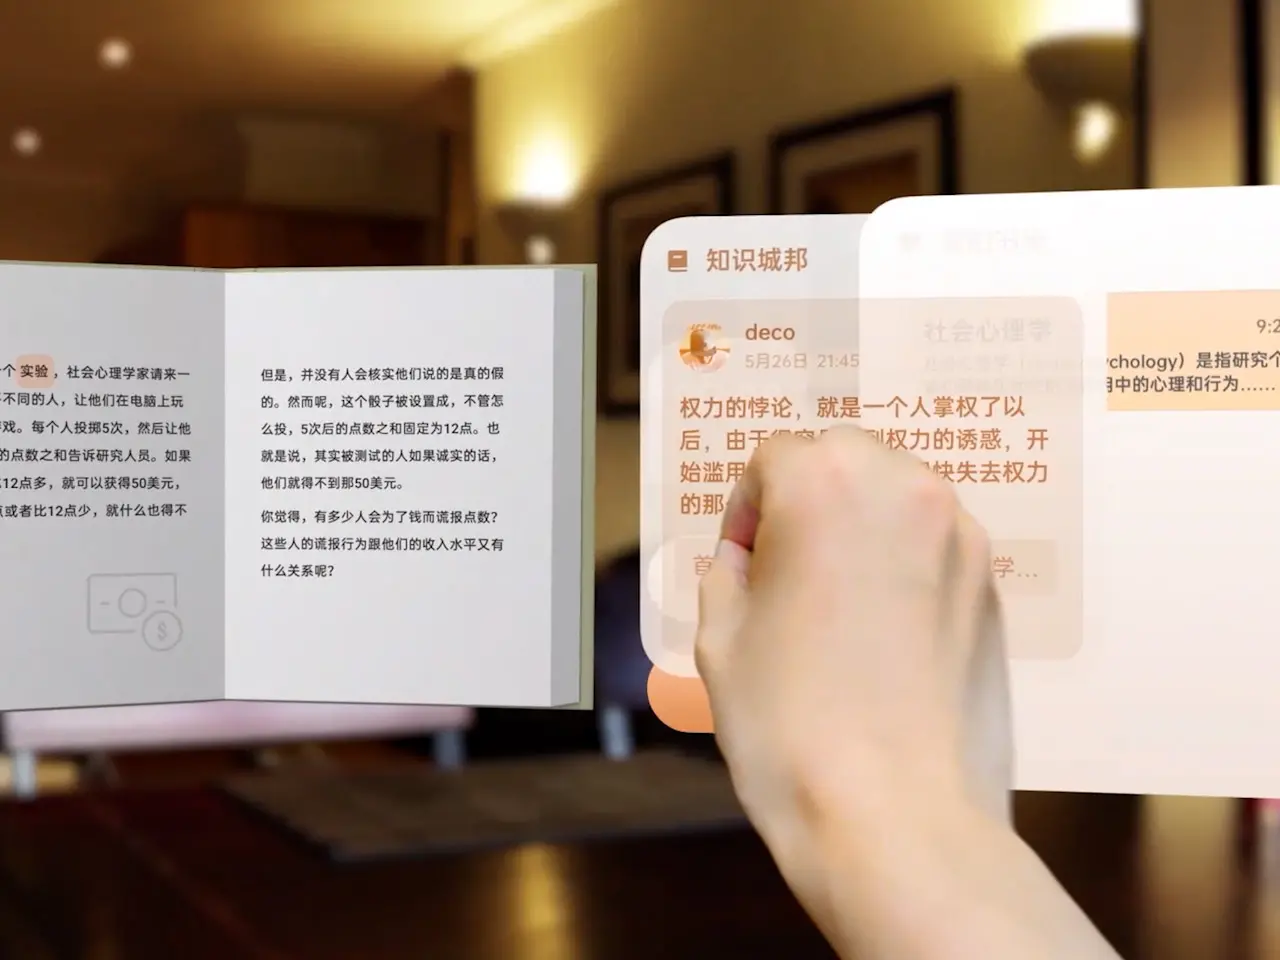 个 实验，社会心理学家请来一
不同的人，让他们在电脑上玩
戏。每个人投掷5次，然后让他
的点数之和告诉研究人员。如果
12点多，就可以获得50美元，
点或者比12点少，就什么也得不
$
但是，并没有人会核实他们说的是真的假
的。然而呢，这个骰子被设置成，不管怎
么投，5次后的点数之和固定为12点。也
就是说，其实被测试的人如果诚实的话，
他们就得不到那50美元。
你觉得，有多少人会为了钱而谎报点数？
这些人的谎报行为跟他们的收入水平又有
什么关系呢？
知识城邦
deco
5月26日 21:45
权力的悖论，就是一个人掌权了以
后，由于 到权力的诱惑，开
始滥用 快失去权力
的那
首 学...
社会心理学
9:2
ychology）是指研究个
用中的心理和行为......